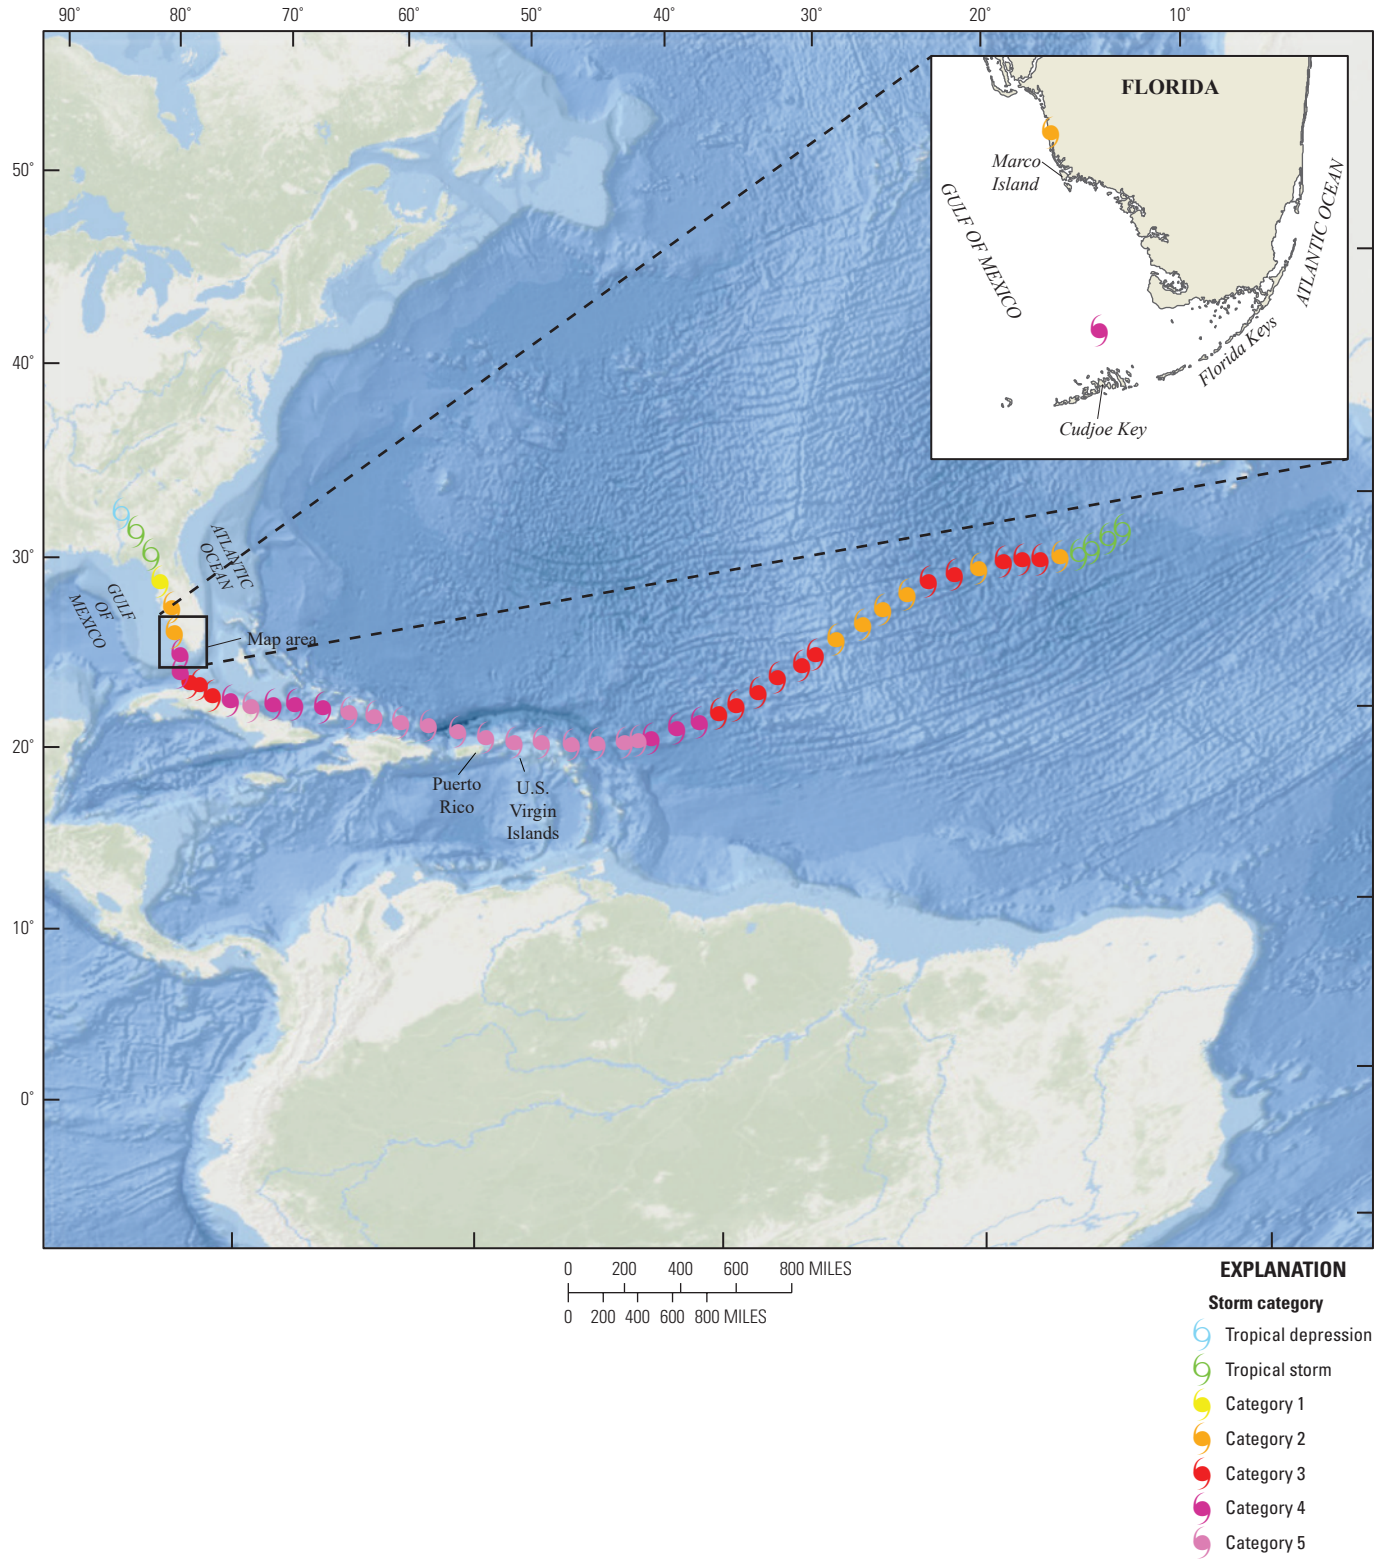 90° 80° 70° 60° 50° 40° 30° 20° 10°
50°
40°
30°
20°
10°
0°
FLORIDA
Marco
Island
GULF OF MEXICO
ATLANTIC OCEAN
Florida Keys
Cudjoe Key
ATLANTIC
OCEAN
GULF
OF
MEXICO
Map area
Puerto
Rico
U.S.
Virgin
Islands
0 200 400 600 800 MILES
0 200 400 600 800 MILES
EXPLANATION
Storm category
Tropical depression
Tropical storm
Category 1
Category 2
Category 3
Category 4
Category 5